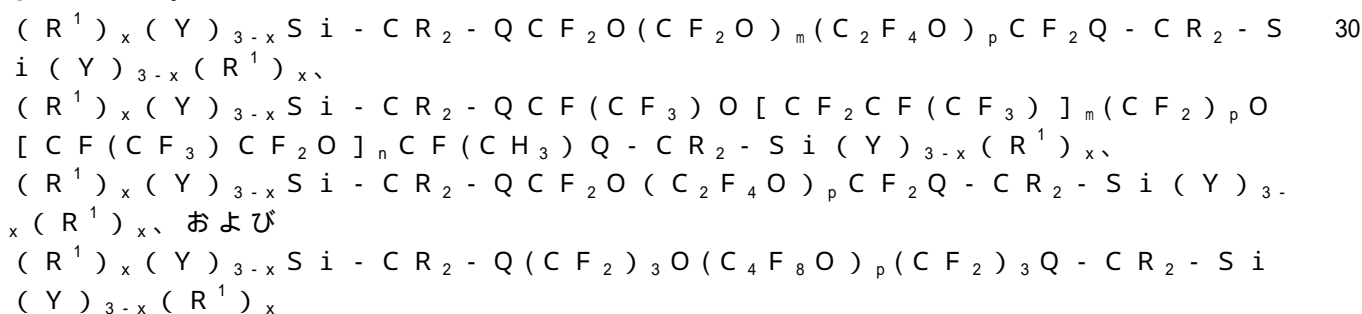 (R¹)ₓ(Y)₃₋ₓSi-CR₂-QCF₂O(CF₂O)ₘ(C₂F₄O)ₚCF₂Q-CR₂-S 30
i(Y)₃₋ₓ(R¹)ₓ、
(R¹)ₓ(Y)₃₋ₓSi-CR₂-QCF(CF₃)O[CF₂CF(CF₃)]ₘ(CF₂)ₚO
[CF(CF₃)CF₂O]ₙCF(CH₃)Q-CR₂-Si(Y)₃₋ₓ(R¹)ₓ、
(R¹)ₓ(Y)₃₋ₓSi-CR₂-QCF₂O(C₂F₄O)ₚCF₂Q-CR₂-Si(Y)₃₋
ₓ(R¹)ₓ、および
(R¹)ₓ(Y)₃₋ₓSi-CR₂-Q(CF₂)₃O(C₄F₈O)ₚ(CF₂)₃Q-CR₂-Si
(Y)₃₋ₓ(R¹)ₓ